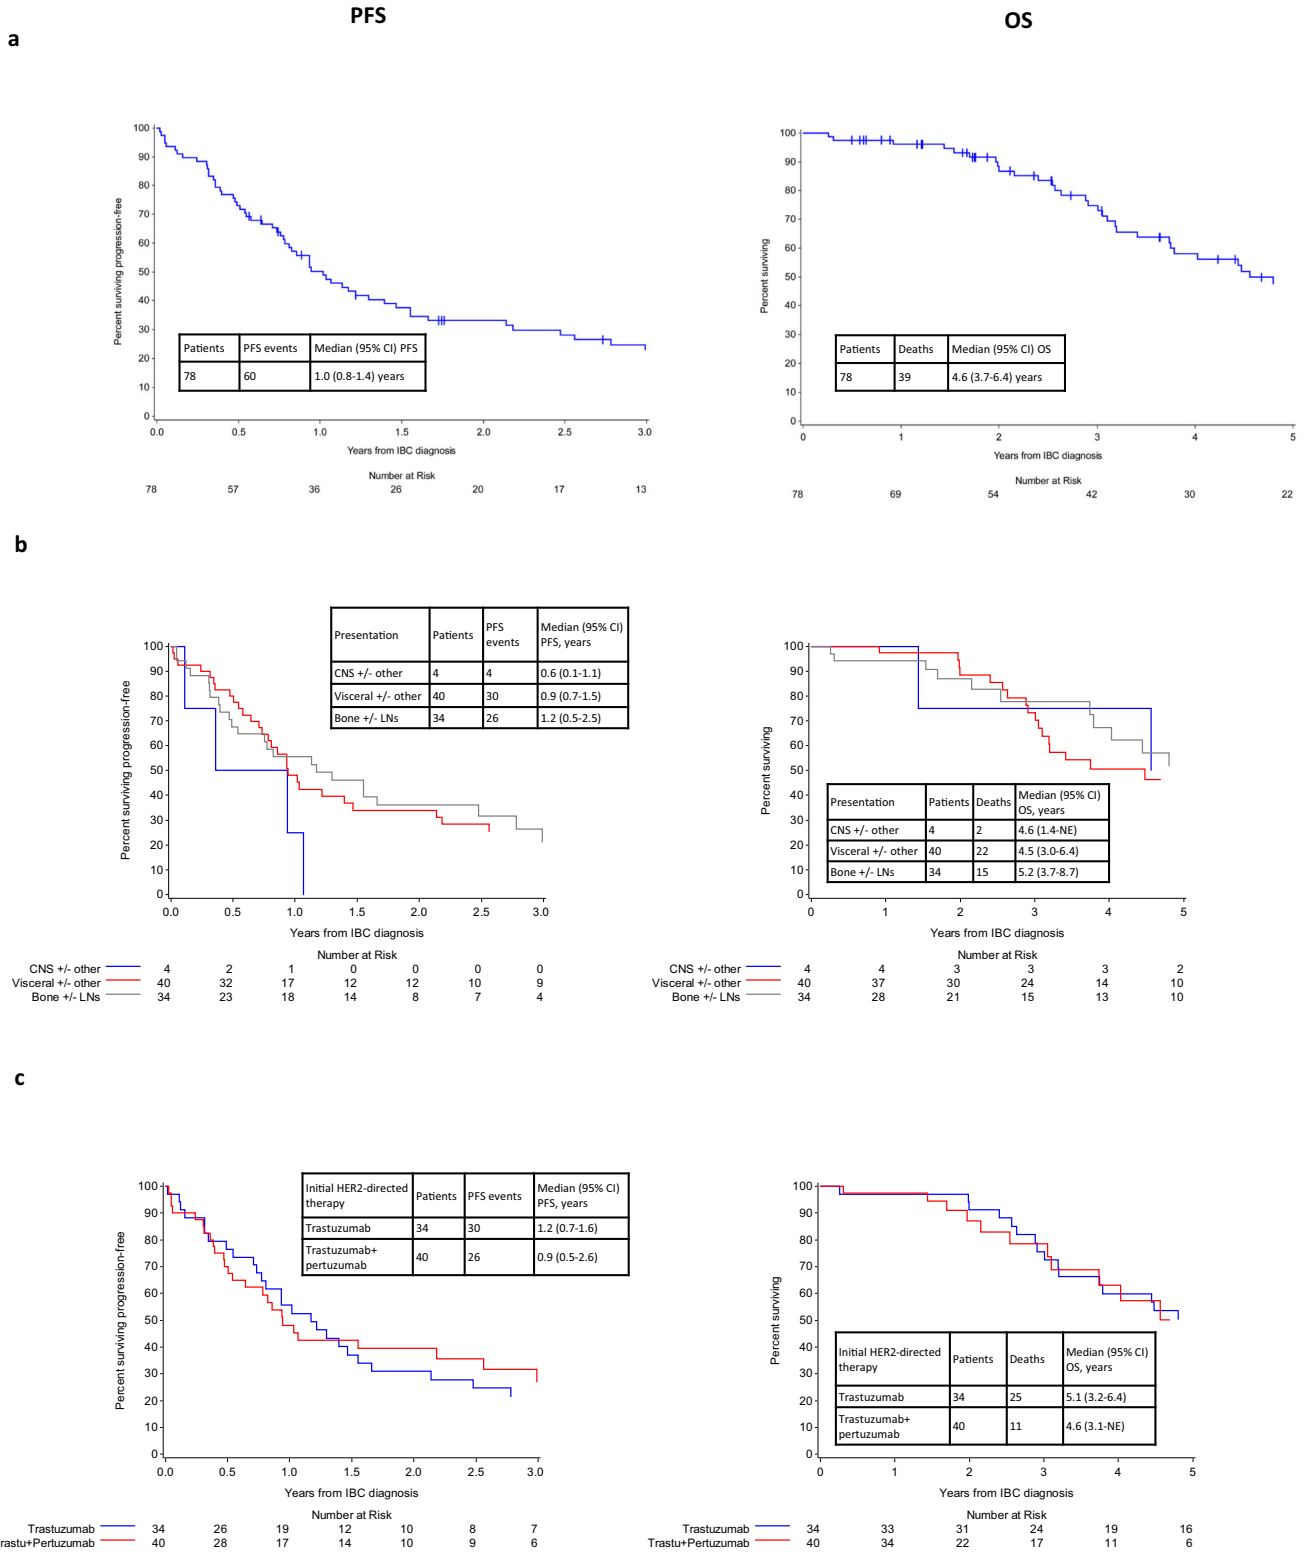 PFS
OS
a
Percent surviving progression-free
100
90
80
70
60
50
40
30
20
10
0
Patients PFS events Median (95% CI) PFS
78 60 1.0 (0.8-1.4) years
0.0 0.5 1.0 1.5 2.0 2.5 3.0
Years from IBC diagnosis
Number at Risk
78 57 36 26 20 17 13
Percent surviving
100
90
80
70
60
50
40
30
20
10
0
Patients Deaths Median (95% CI) OS
78 39 4.6 (3.7-6.4) years
0 1 2 3 4 5
Years from IBC diagnosis
Number at Risk
78 69 54 42 30 22
b
Percent surviving progression-free
100
90
80
70
60
50
40
30
20
10
0
Presentation Patients PFS events Median (95% CI) PFS, years
CNS +/- other 4 4 0.6 (0.1-1.1)
Visceral +/- other 40 30 0.9 (0.7-1.5)
Bone +/- LNs 34 26 1.2 (0.5-2.5)
0.0 0.5 1.0 1.5 2.0 2.5 3.0
Years from IBC diagnosis
Number at Risk
CNS +/- other 4 2 1 0 0 0 0
Visceral +/- other 40 32 17 12 12 10 9
Bone +/- LNs 34 23 18 14 8 7 4
Percent surviving
100
90
80
70
60
50
40
30
20
10
0
Presentation Patients Deaths Median (95% CI) OS, years
CNS +/- other 4 2 4.6 (1.4-NE)
Visceral +/- other 40 22 4.5 (3.0-6.4)
Bone +/- LNs 34 15 5.2 (3.7-8.7)
0 1 2 3 4 5
Years from IBC diagnosis
Number at Risk
CNS +/- other 4 4 3 3 3 2
Visceral +/- other 40 37 30 24 14 10
Bone +/- LNs 34 28 21 15 13 10
c
Percent surviving progression-free
100
90
80
70
60
50
40
30
20
10
0
Initial HER2-directed therapy Patients PFS events Median (95% CI) PFS, years
Trastuzumab 34 30 1.2 (0.7-1.6)
Trastuzumab+ pertuzumab 40 26 0.9 (0.5-2.6)
0.0 0.5 1.0 1.5 2.0 2.5 3.0
Years from IBC diagnosis
Number at Risk
Trastuzumab 34 26 19 12 10 8 7
rastu+Pertuzumab 40 28 17 14 10 9 6
Percent surviving
100
90
80
70
60
50
40
30
20
10
0
Initial HER2-directed therapy Patients Deaths Median (95% CI) OS, years
Trastuzumab 34 25 5.1 (3.2-6.4)
Trastuzumab+ pertuzumab 40 11 4.6 (3.1-NE)
0 1 2 3 4 5
Years from IBC diagnosis
Number at Risk
Trastuzumab 34 33 31 24 19 16
Trastu+Pertuzumab 40 34 22 17 11 6